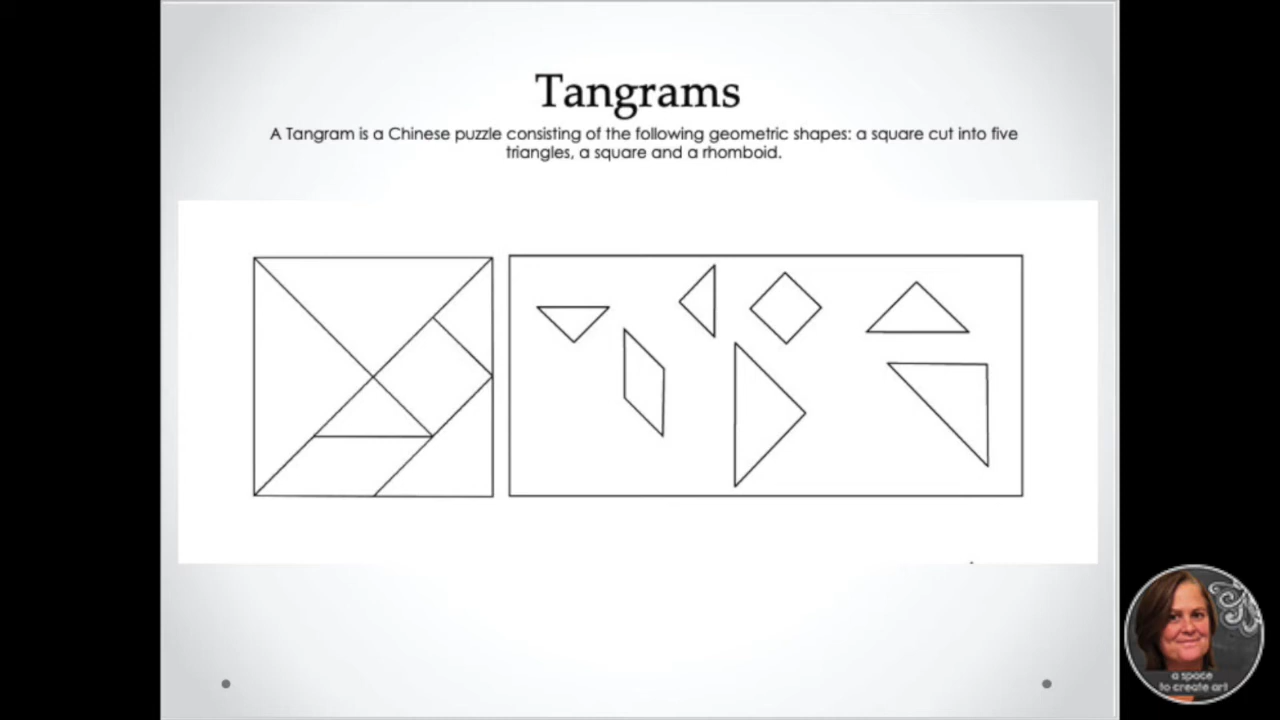 Tangrams
A Tangram is a Chinese puzzle consisting of the following geometric shapes: a square cut into five
triangles, a square and a rhomboid.
a space
to create art